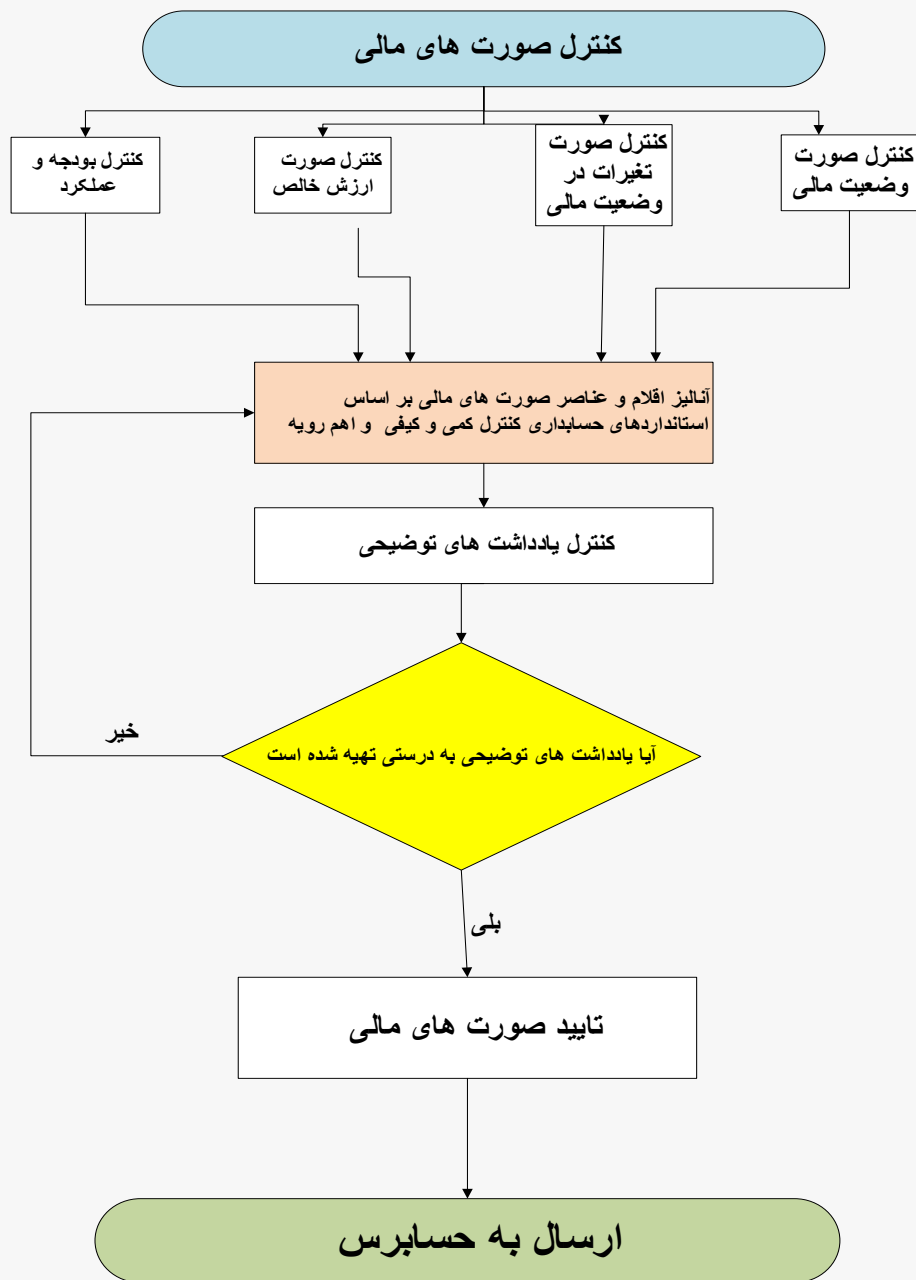 کنترل صورت های مالی
کنترل صورت
وضعیت مالی
کنترل صورت
تغیرات در
وضعیت مالی
کنترل صورت
ارزش خالص
کنترل بودجه و
عملکرد
آنالیز اقلام و عناصر صورت های مالی بر اساس
استانداردهای حسابداری کنترل کمی و کیفی و اهم رویه
کنترل یادداشت های توضیحی
آیا یادداشت های توضیحی به درستی تهیه شده است
خیر
بلی
تایید صورت های مالی
ارسال به حسابرس